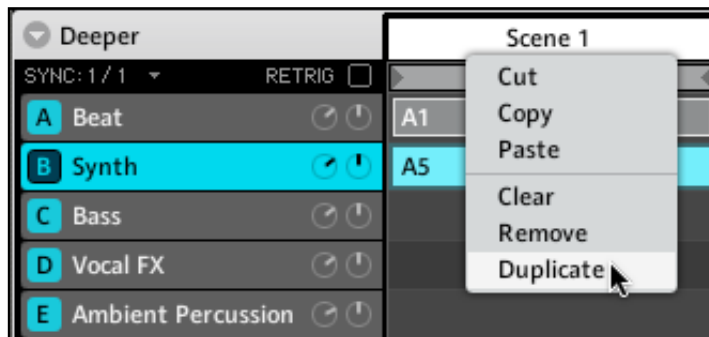 Deeper
Scene 1
SYNC: 1 / 1
RETRIG
Cut
A Beat
A1
Copy
Paste
B Synth
A5
Clear
C Bass
Remove
D Vocal FX
Duplicate
E Ambient Percussion